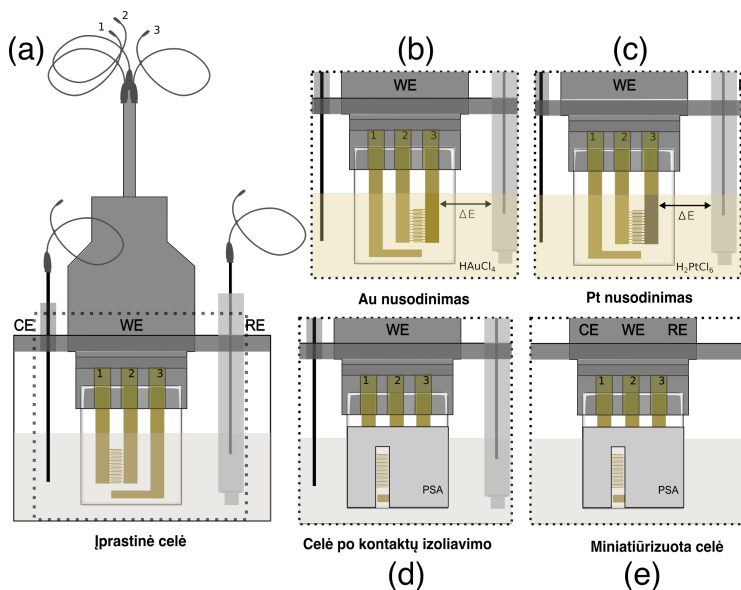 (a)
1 2 3
CE WE RE
1 2 3
Įprastinė celė
(b)
WE
1 2 3
ΔE
HAuCl4
Au nusodinimas
(c)
WE
1 2 3
ΔE
H2PtCl6
Pt nusodinimas
WE
1 2 3
PSA
Celė po kontaktų izoliavimo
(d)
CE WE RE
1 2 3
PSA
Miniatiūrizuota celė
(e)